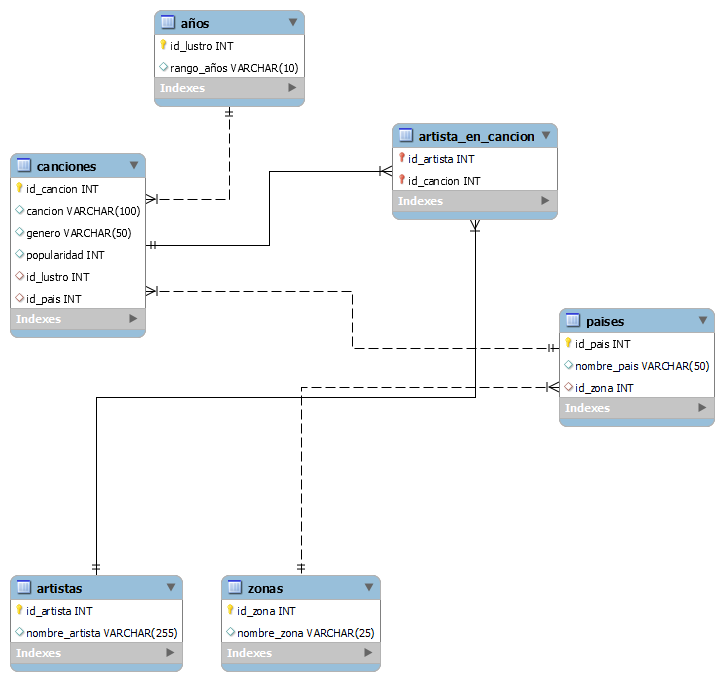 años
id_lustro INT
rango_años VARCHAR(10)
Indexes
canciones
id_cancion INT
cancion VARCHAR(100)
genero VARCHAR(50)
popularidad INT
id_lustro INT
id_pais INT
Indexes
artista_en_cancion
id_artista INT
id_cancion INT
Indexes
paises
id_pais INT
nombre_pais VARCHAR(50)
id_zona INT
Indexes
artistas
id_artista INT
nombre_artista VARCHAR(255)
Indexes
zonas
id_zona INT
nombre_zona VARCHAR(25)
Indexes